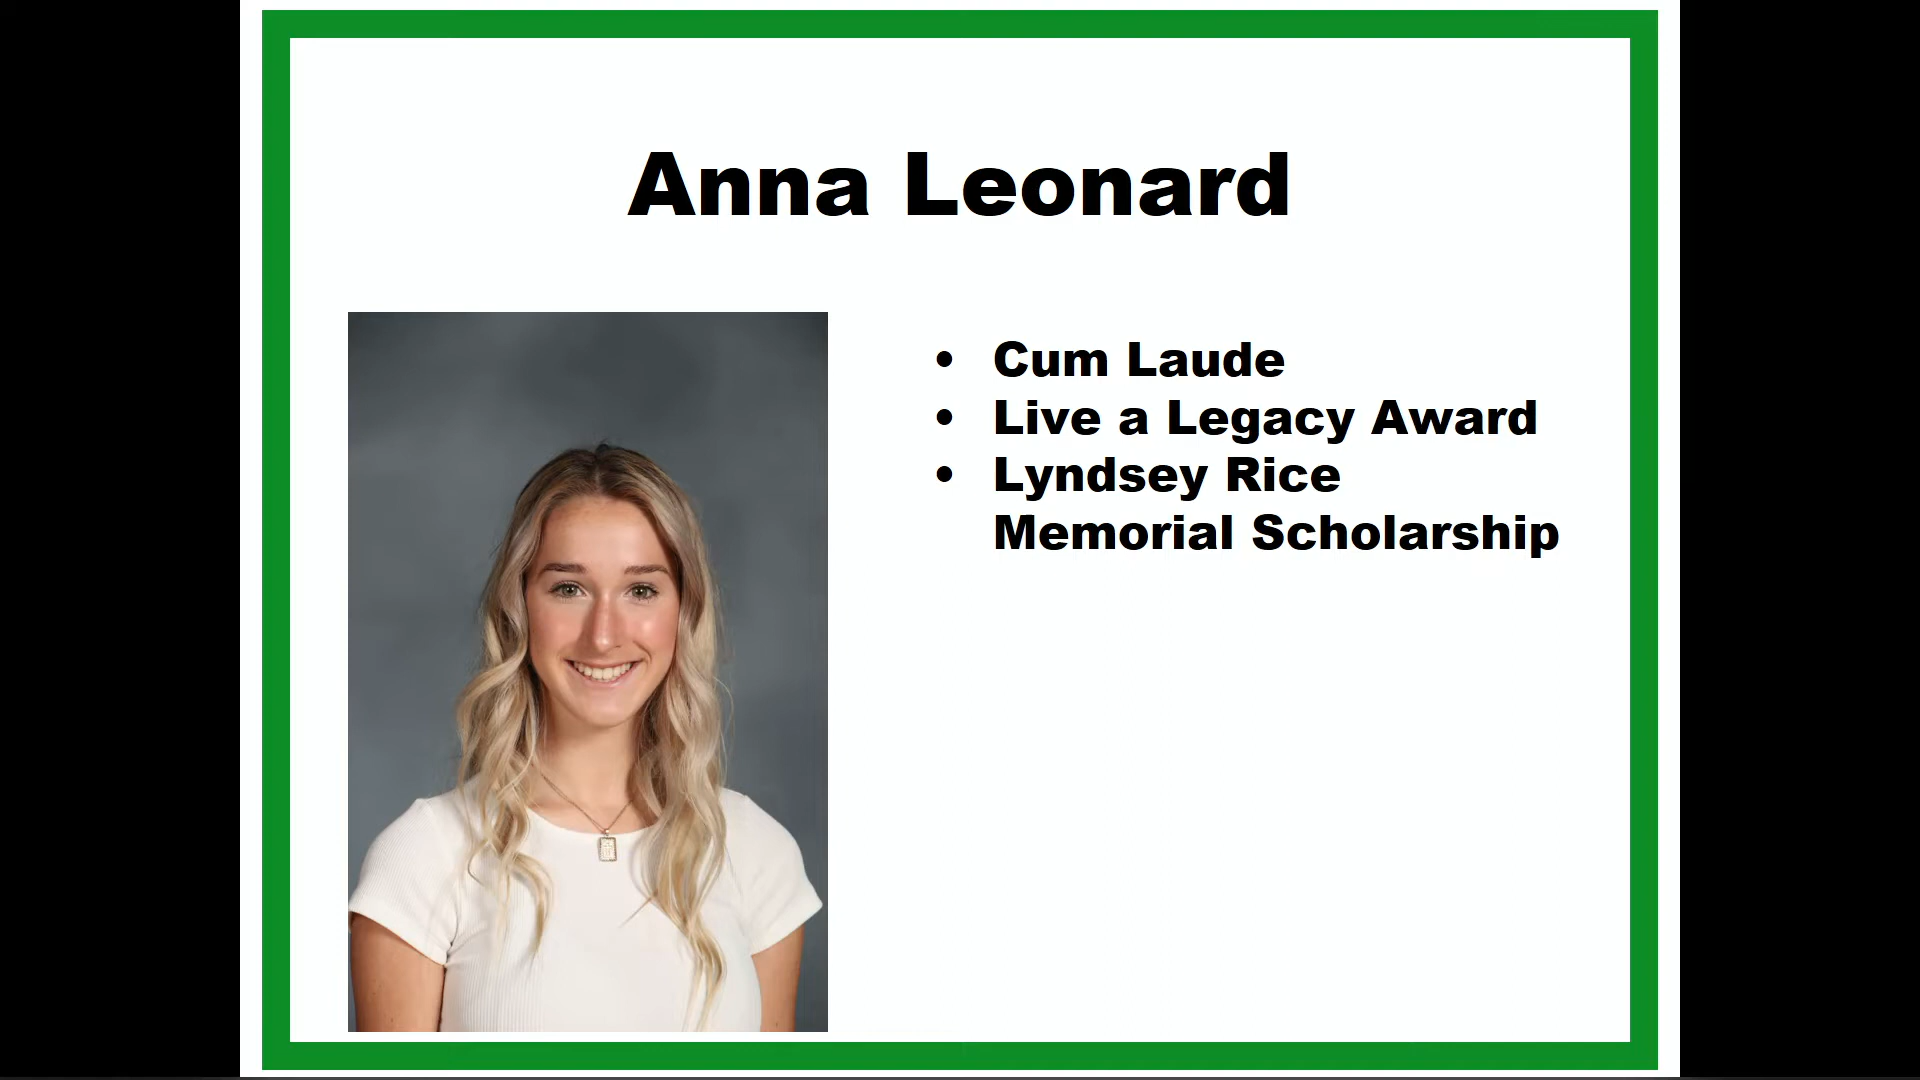 Anna Leonard
• Cum Laude
• Live a Legacy Award
• Lyndsey Rice
Memorial Scholarship